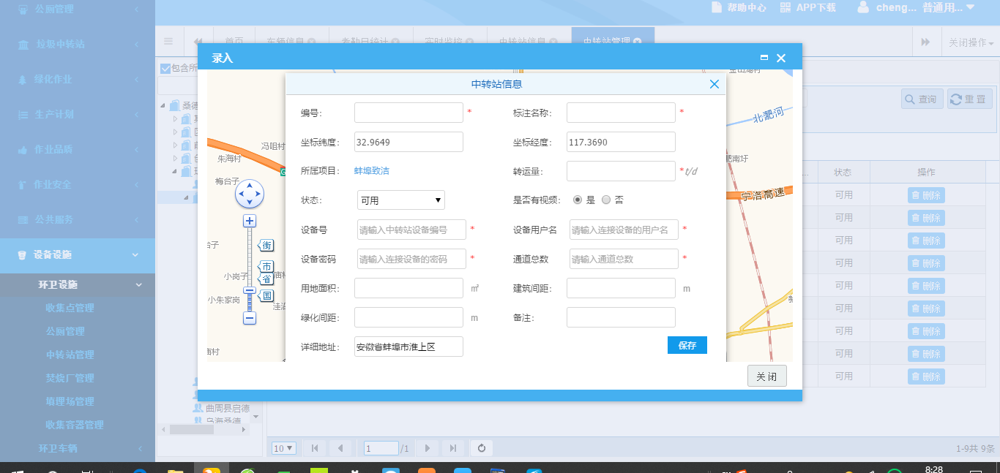 公厕管理
垃圾中转站
绿化作业
生产计划
作业品质
作业安全
公共服务
设备设施
环卫设施
收集点管理
公厕管理
中转站管理
焚烧厂管理
填埋场管理
收集容器管理
环卫车辆
帮助中心
APP下载
cheng... 普通用...
首页
车辆信息
考勤日统计
实时监控
中转站信息
中转站管理
关闭操作
包含所
桑德
查询
重 置
录入
中转站信息
编号:
*
标注名称:
*
坐标纬度:
32.9649
坐标经度:
117.3690
所属项目:
蚌埠致洁
转运量:
*t/d
状态:
可用
是否有视频:
是
否
设备号
请输入中转站设备编号
*
设备用户名
请输入连接设备的用户名
*
设备密码
请输入连接设备的密码
*
通道总数
请输入通道总数
*
用地面积:
㎡
建筑间距:
m
绿化间距:
m
备注:
详细地址:
安徽省蚌埠市淮上区
保存
关 闭
冯咀村
朱海村
梅台子
街
市
省
国
台子
小岗子
庙村
小朱家岗
洼沿
庙村
北淝河
肥南圩
宁洛高速
状态
操作
可用
删除
可用
删除
可用
删除
可用
删除
可用
删除
可用
删除
可用
删除
可用
删除
可用
删除
曲周县启德
乌海桑德
10
1
/1
1-9共 9条
8:28